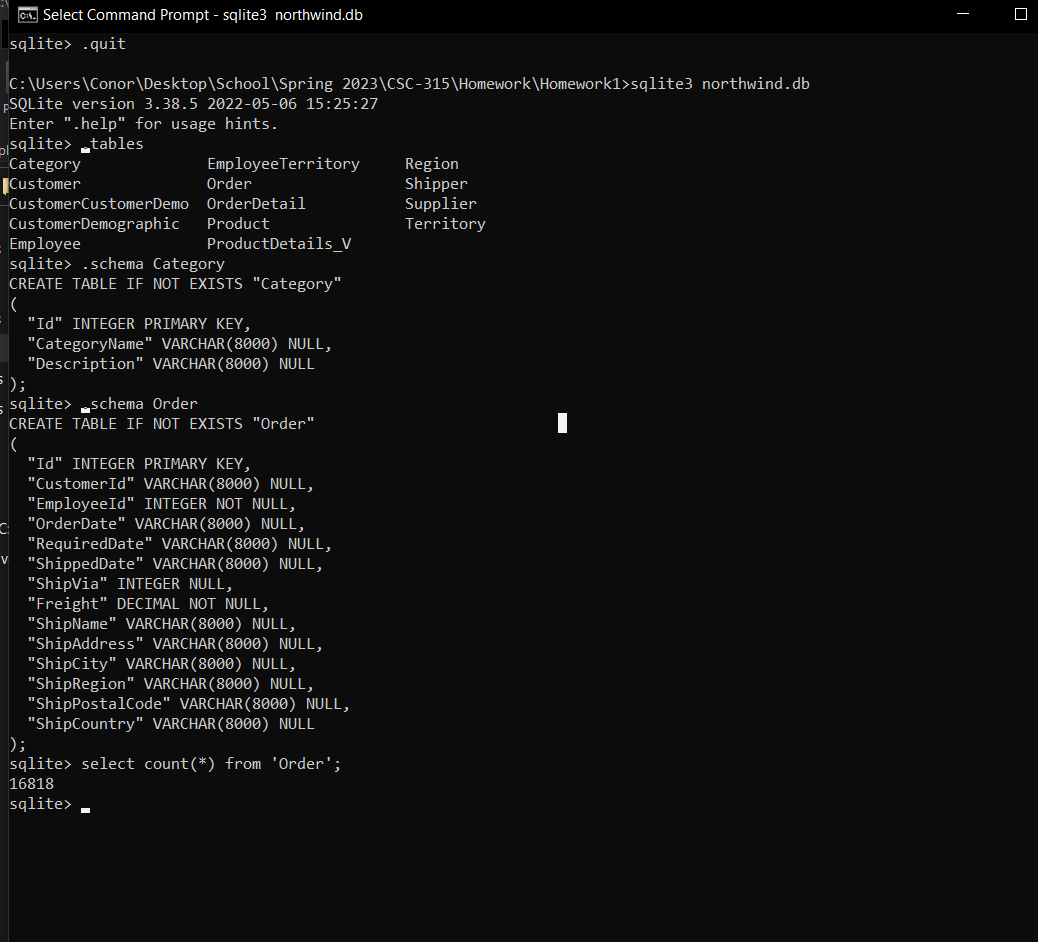 Select Command Prompt - sqlite3  northwind.db
sqlite> .quit
C:\Users\Conor\Desktop\School\Spring 2023\CSC-315\Homework\Homework1>sqlite3 northwind.db
SQLite version 3.38.5 2022-05-06 15:25:27
Enter ".help" for usage hints.
sqlite> .tables
Category              EmployeeTerritory     Region
Customer              Order                 Shipper
CustomerCustomerDemo  OrderDetail           Supplier
CustomerDemographic   Product               Territory
Employee              ProductDetails_V
sqlite> .schema Category
CREATE TABLE IF NOT EXISTS "Category"
(
  "Id" INTEGER PRIMARY KEY,
  "CategoryName" VARCHAR(8000) NULL,
  "Description" VARCHAR(8000) NULL
);
sqlite> .schema Order
CREATE TABLE IF NOT EXISTS "Order"
(
  "Id" INTEGER PRIMARY KEY,
  "CustomerId" VARCHAR(8000) NULL,
  "EmployeeId" INTEGER NOT NULL,
  "OrderDate" VARCHAR(8000) NULL,
  "RequiredDate" VARCHAR(8000) NULL,
  "ShippedDate" VARCHAR(8000) NULL,
  "ShipVia" INTEGER NULL,
  "Freight" DECIMAL NOT NULL,
  "ShipName" VARCHAR(8000) NULL,
  "ShipAddress" VARCHAR(8000) NULL,
  "ShipCity" VARCHAR(8000) NULL,
  "ShipRegion" VARCHAR(8000) NULL,
  "ShipPostalCode" VARCHAR(8000) NULL,
  "ShipCountry" VARCHAR(8000) NULL
);
sqlite> select count(*) from 'Order';
16818
sqlite>